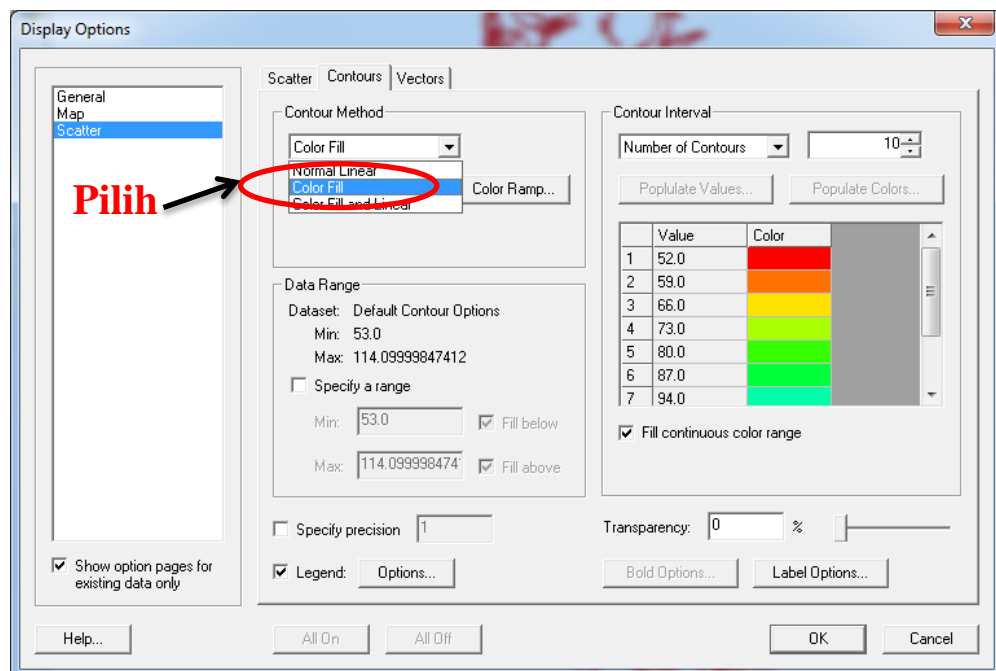 Display Options
General
Map
Scatter
Scatter Contours Vectors
Contour Method
Color Fill
Normal Linear
Color Fill
Color Fill and Linear
Color Ramp...
Pilih
Data Range
Dataset: Default Contour Options
Min: 53.0
Max: 114.09999847412
Specify a range
Min: 53.0 Fill below
Max: 114.099998474 Fill above
Specify precision 1
Legend: Options...
Contour Interval
Number of Contours 10
Poplulate Values... Populate Colors...
Value Color
1 52.0
2 59.0
3 66.0
4 73.0
5 80.0
6 87.0
7 94.0
Fill continuous color range
Transparency: 0 %
Bold Options... Label Options...
Show option pages for
existing data only
Help... All On All Off OK Cancel